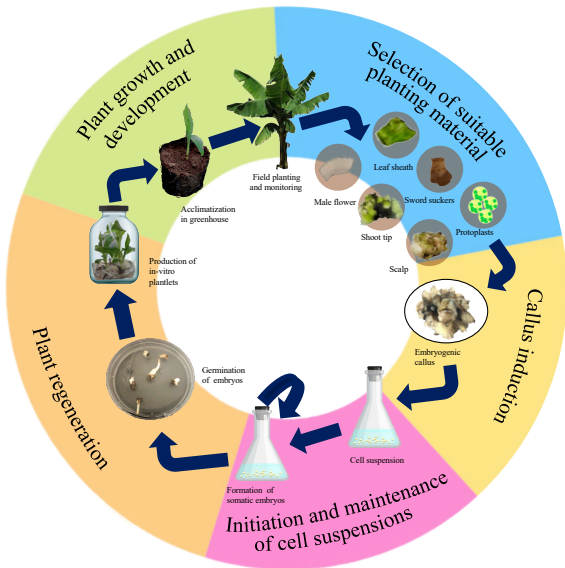 Plant growth and
development
Selection of suitable
planting material
Field planting
and monitoring
Male flower
Leaf sheath
Sword suckers
Shoot tip
Protoplasts
Scalp
Acclimatization
in greenhouse
Production of
in-vitro
plantlets
Embryogenic
callus
Callus induction
Germination
of embryos
Plant regeneration
Cell suspension
Formation of
somatic embryos
Initiation and maintenance
of cell suspensions